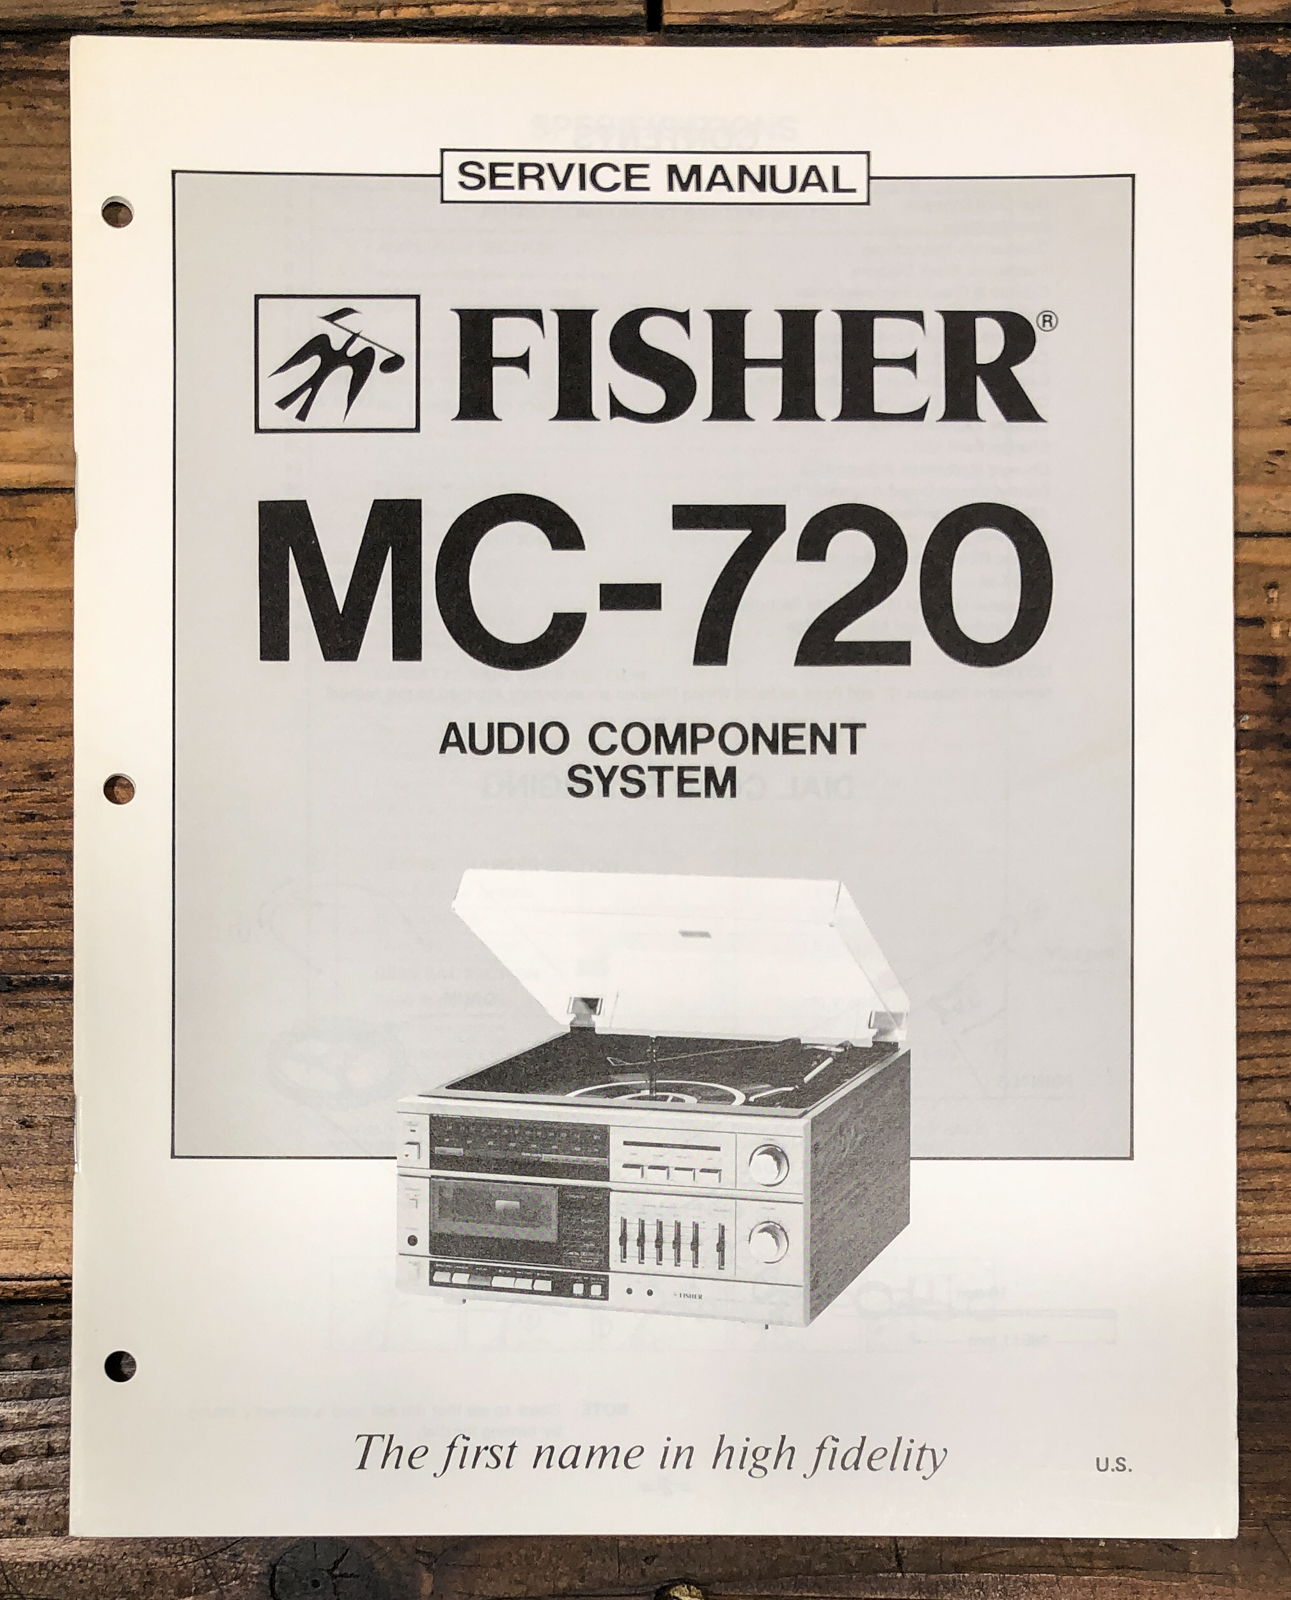 SERVICE MANUAL
FISHER®
MC-720
AUDIO COMPONENT
SYSTEM
FISHER
The first name in high fidelity
U.S.